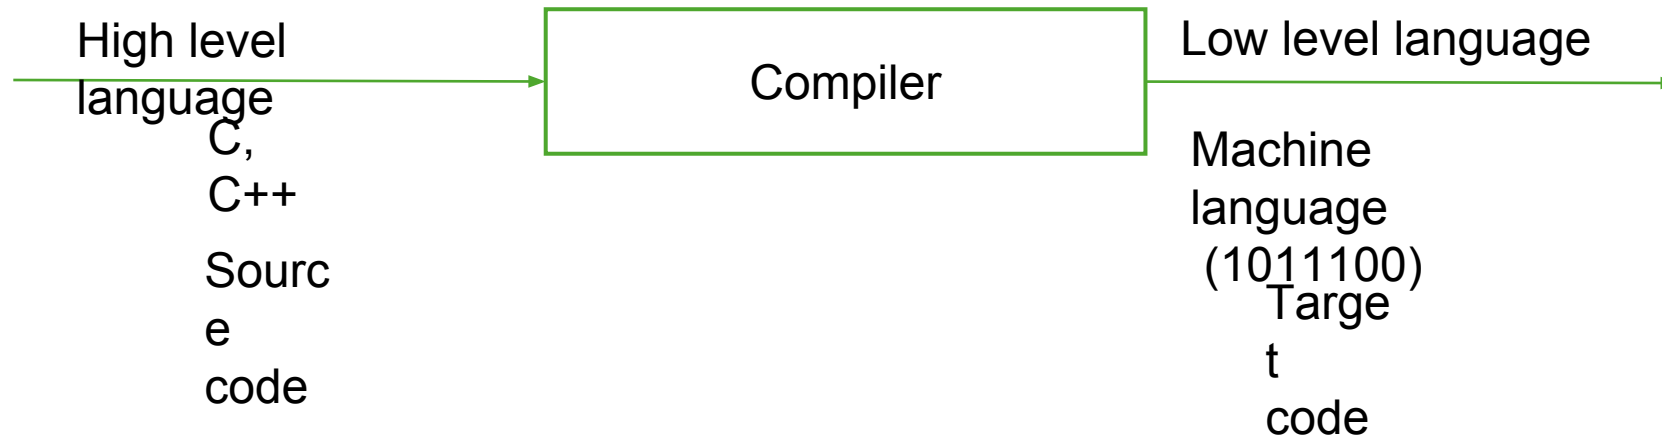 High level
language
C,
C++
Sourc
e
code
Compiler
Low level language
Machine
language
(1011100)
Targe
t
code